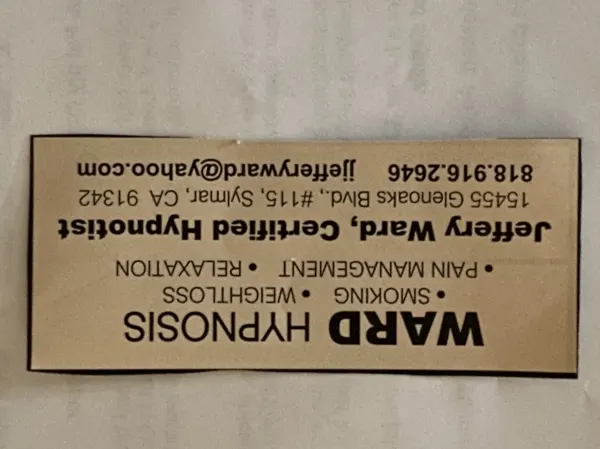 WARD HYPNOSIS
• SMOKING • WEIGHTLOSS
• PAIN MANAGEMENT • RELAXATION
Jeffery Ward, Certified Hypnotist
15455 Glenoaks Blvd., #115, Sylmar, CA 91342
818.916.2646 jjefferyward@yahoo.com